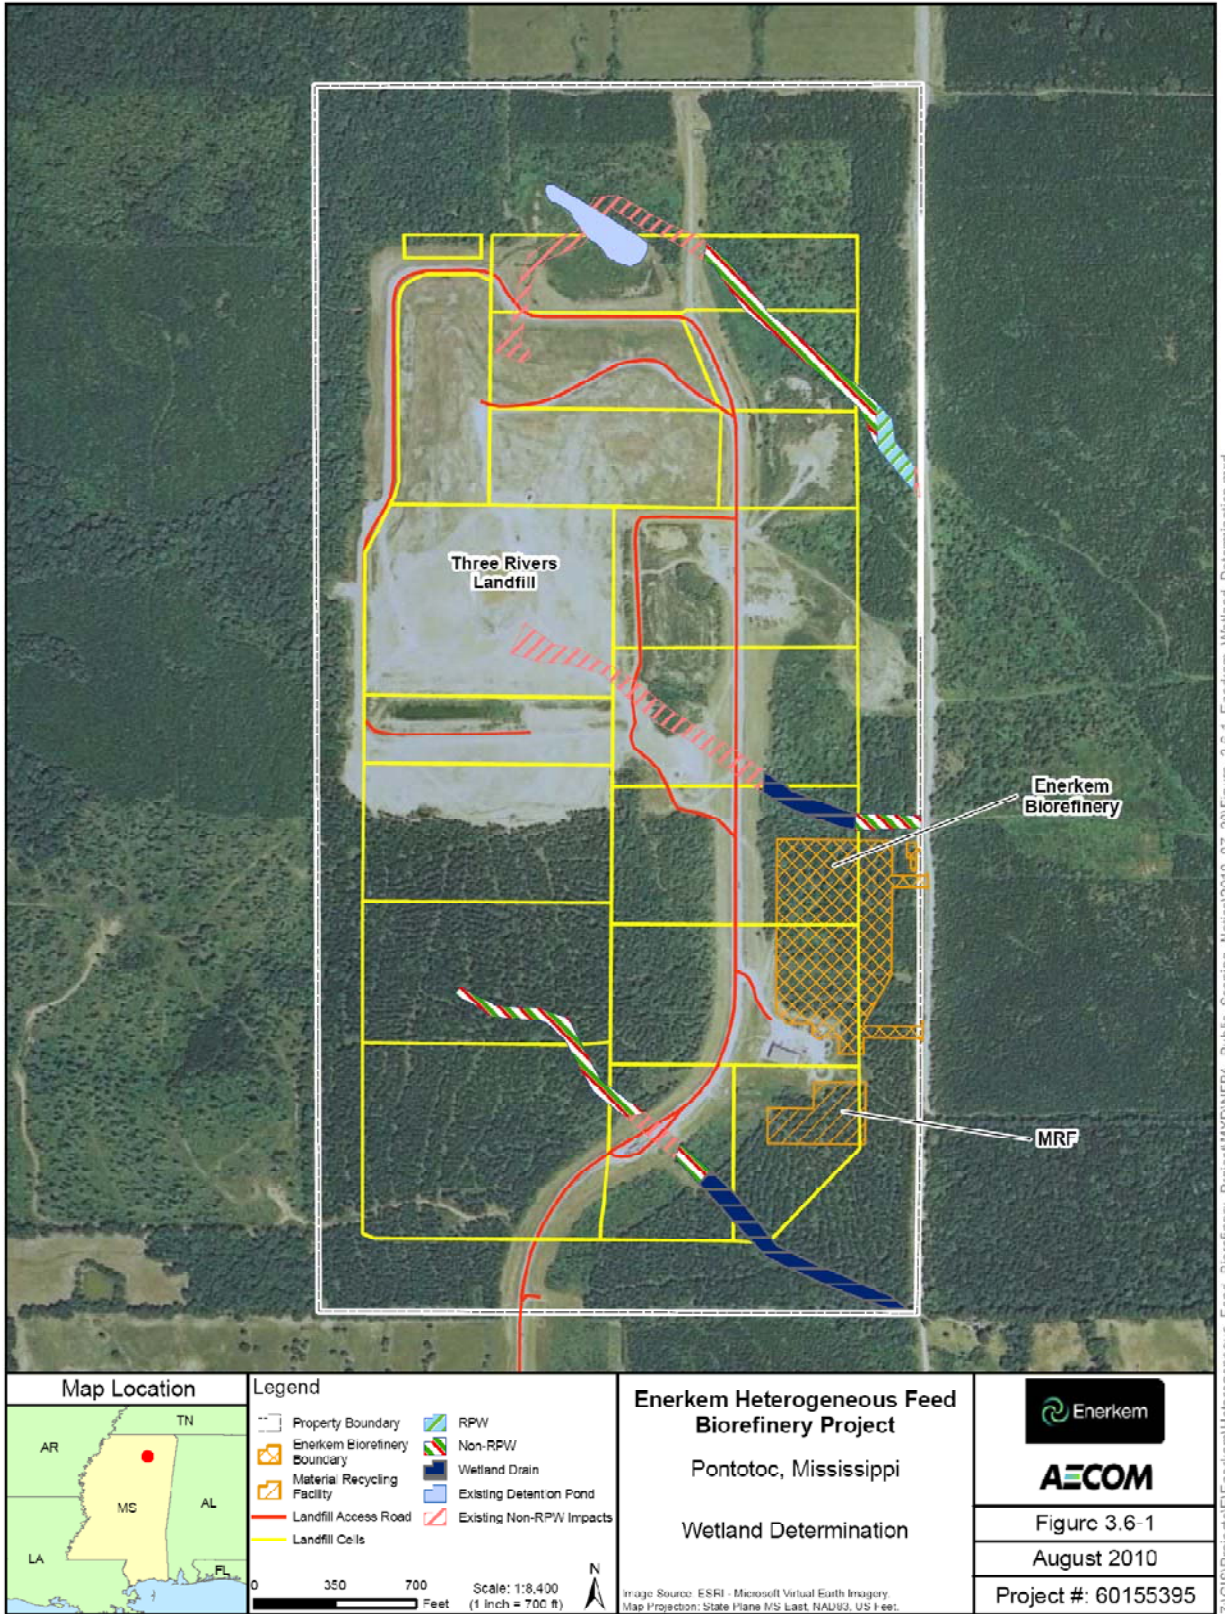 Three Rivers
Landfill
Enerkem
Biorefinery
MRF
Map Location
TN
AR
MS
AL
LA
FL
Legend
Property Boundary
Enerkem Biorefinery
Boundary
Material Recycling
Facility
Landfill Access Road
Landfill Cells
RPW
Non-RPW
Wetland Drain
Existing Detention Pond
Existing Non-RPW Impacts
0 350 700
Feet
Scale: 1:8,400
(1 inch = 700 ft)
N
Enerkem Heterogeneous Feed
Biorefinery Project
Pontotoc, Mississippi
Wetland Determination
Image Source: ESRI - Microsoft Virtual Earth Imagery.
Map Projection: State Plane MS East, NAD83, US Feet.
Enerkem
AECOM
Figure 3.6-1
August 2010
Project #: 60155395